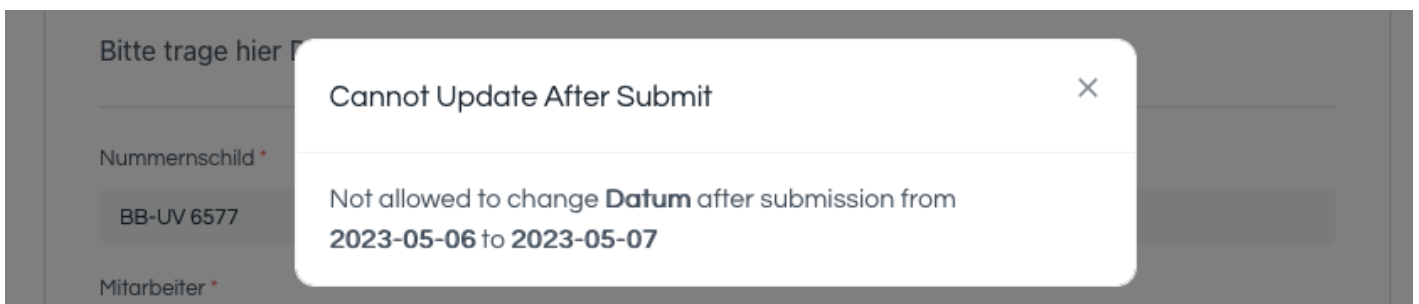 Bitte trage hier
Cannot Update After Submit
Nummernschild *
Not allowed to change Datum after submission from
2023-05-06 to 2023-05-07
BB-UV 6577
Mitarbeiter *